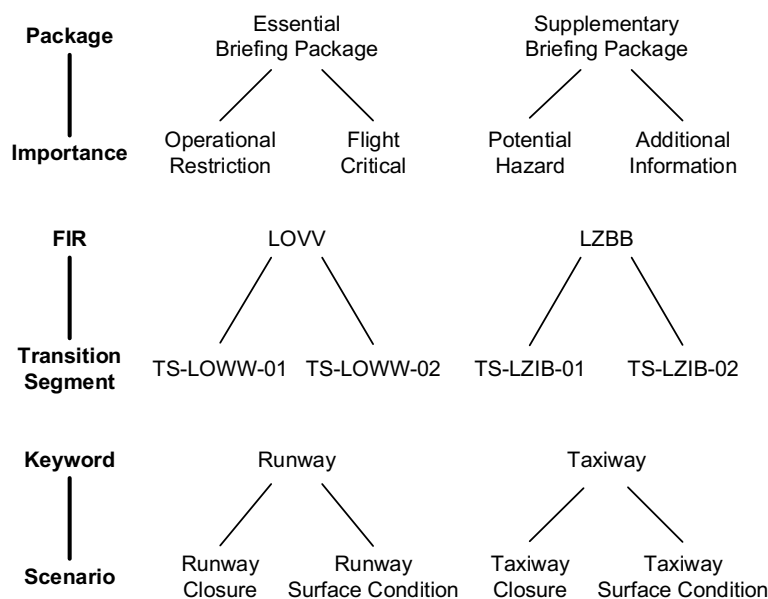 Package
Essential
Briefing Package
Supplementary
Briefing Package
Importance
Operational
Restriction
Flight
Critical
Potential
Hazard
Additional
Information
FIR
LOVV
LZBB
Transition
Segment
TS-LOWW-01
TS-LOWW-02
TS-LZIB-01
TS-LZIB-02
Keyword
Runway
Taxiway
Scenario
Runway
Closure
Runway
Surface Condition
Taxiway
Closure
Taxiway
Surface Condition